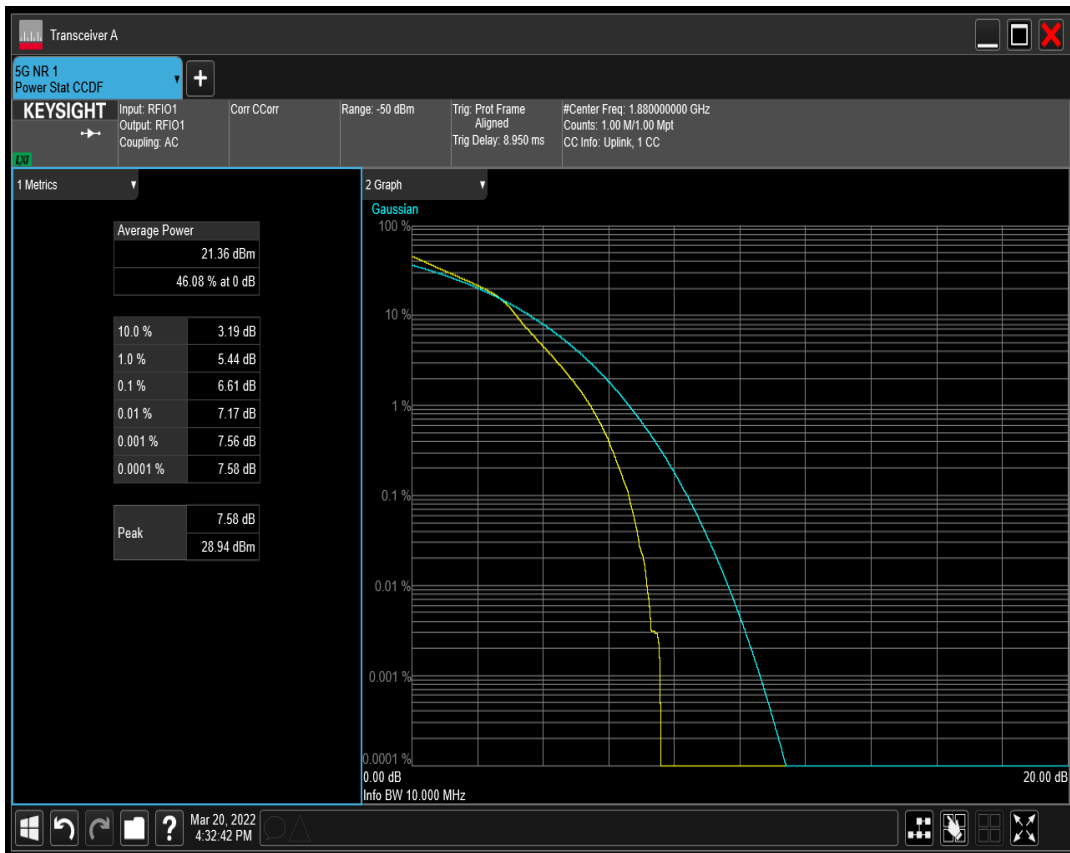 Transceiver A
5G NR 1
Power Stat CCDF
+
KEYSIGHT
LXI
Input: RFIO1
Output: RFIO1
Coupling: AC
Corr CCorr
Range: -50 dBm
Trig: Prot Frame
Aligned
Trig Delay: 8.950 ms
#Center Freq: 1.880000000 GHz
Counts: 1.00 M/1.00 Mpt
CC Info: Uplink, 1 CC
1 Metrics
Average Power
21.36 dBm
46.08 % at 0 dB
10.0 % 3.19 dB
1.0 % 5.44 dB
0.1 % 6.61 dB
0.01 % 7.17 dB
0.001 % 7.56 dB
0.0001 % 7.58 dB
Peak
7.58 dB
28.94 dBm
2 Graph
Gaussian
100 %
10 %
1 %
0.1 %
0.01 %
0.001 %
0.0001 %
0.00 dB 20.00 dB
Info BW 10.000 MHz
?
Mar 20, 2022
4:32:42 PM